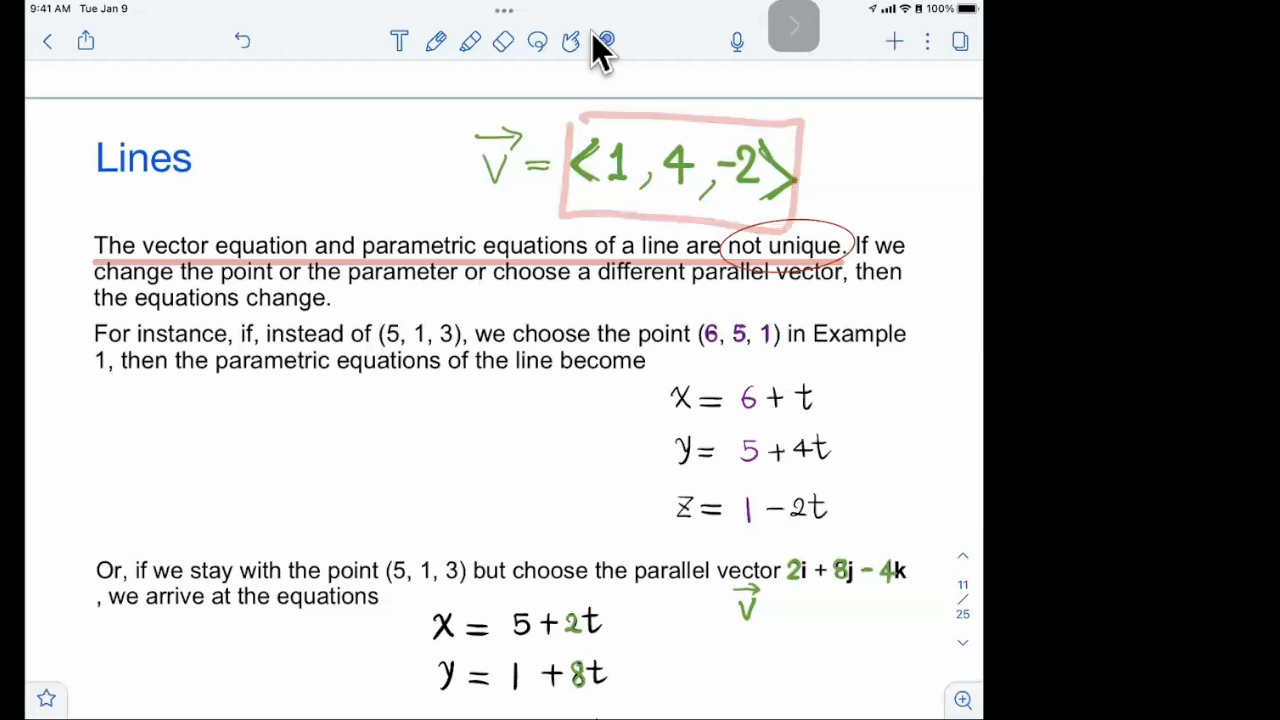 9:41 AM Tue Jan 9
100%
T
Lines
V = <1, 4, -2>
The vector equation and parametric equations of a line are not unique. If we
change the point or the parameter or choose a different parallel vector, then
the equations change.
For instance, if, instead of (5, 1, 3), we choose the point (6, 5, 1) in Example
1, then the parametric equations of the line become
x = 6 + t
y = 5 + 4t
z = 1 - 2t
Or, if we stay with the point (5, 1, 3) but choose the parallel vector 2i + 8j - 4k
, we arrive at the equations
V
x = 5 + 2t
y = 1 + 8t
11
/
25